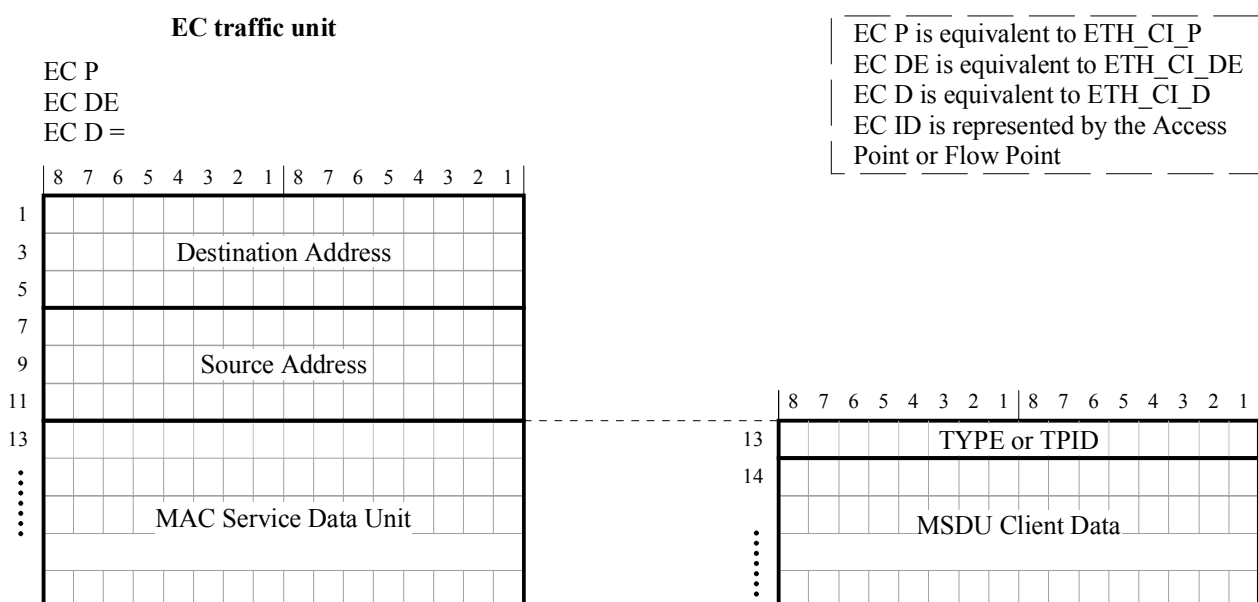 EC traffic unit
EC P
EC DE
EC D =
EC P is equivalent to ETH_CI_P
EC DE is equivalent to ETH_CI_DE
EC D is equivalent to ETH_CI_D
EC ID is represented by the Access
Point or Flow Point
8 7 6 5 4 3 2 1 8 7 6 5 4 3 2 1
1
3 Destination Address
5
7
9 Source Address
11
13
MAC Service Data Unit
8 7 6 5 4 3 2 1 8 7 6 5 4 3 2 1
13 TYPE or TPID
14
MSDU Client Data